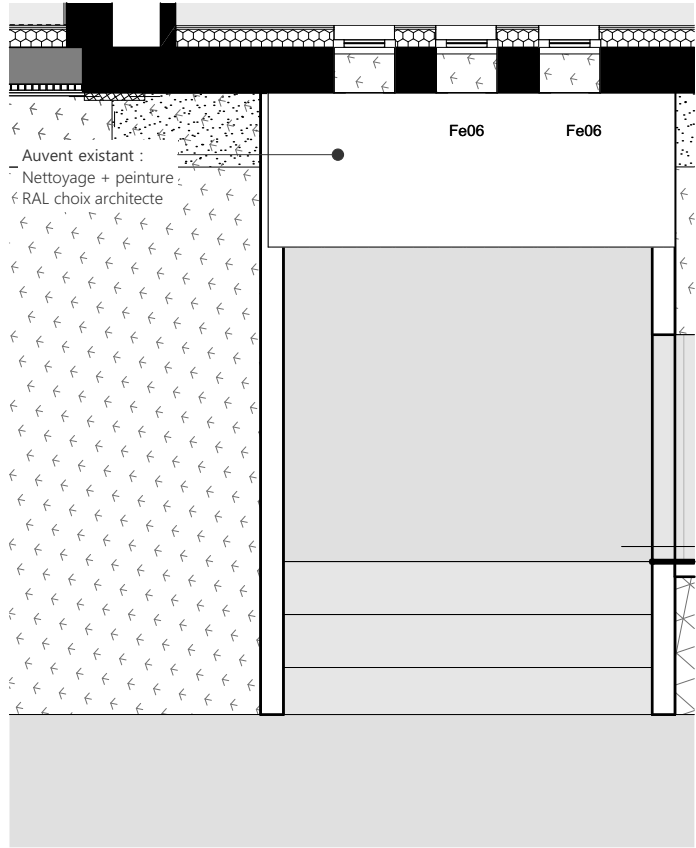 Fe06 Fe06
Auvent existant :
Nettoyage + peinture
RAL choix architecte